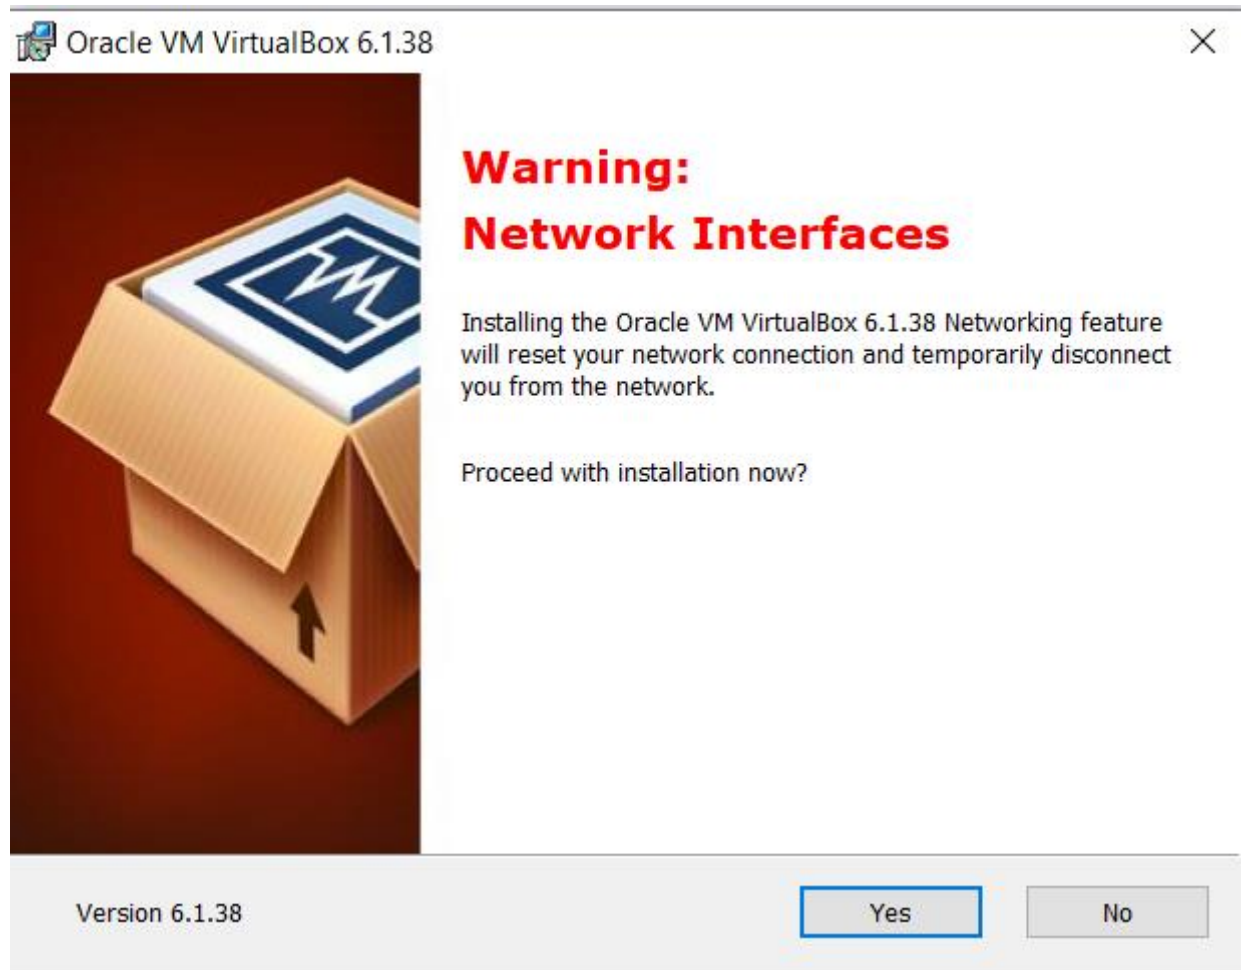 Oracle VM VirtualBox 6.1.38
Warning:
Network Interfaces
Installing the Oracle VM VirtualBox 6.1.38 Networking feature
will reset your network connection and temporarily disconnect
you from the network.
Proceed with installation now?
Version 6.1.38
Yes
No